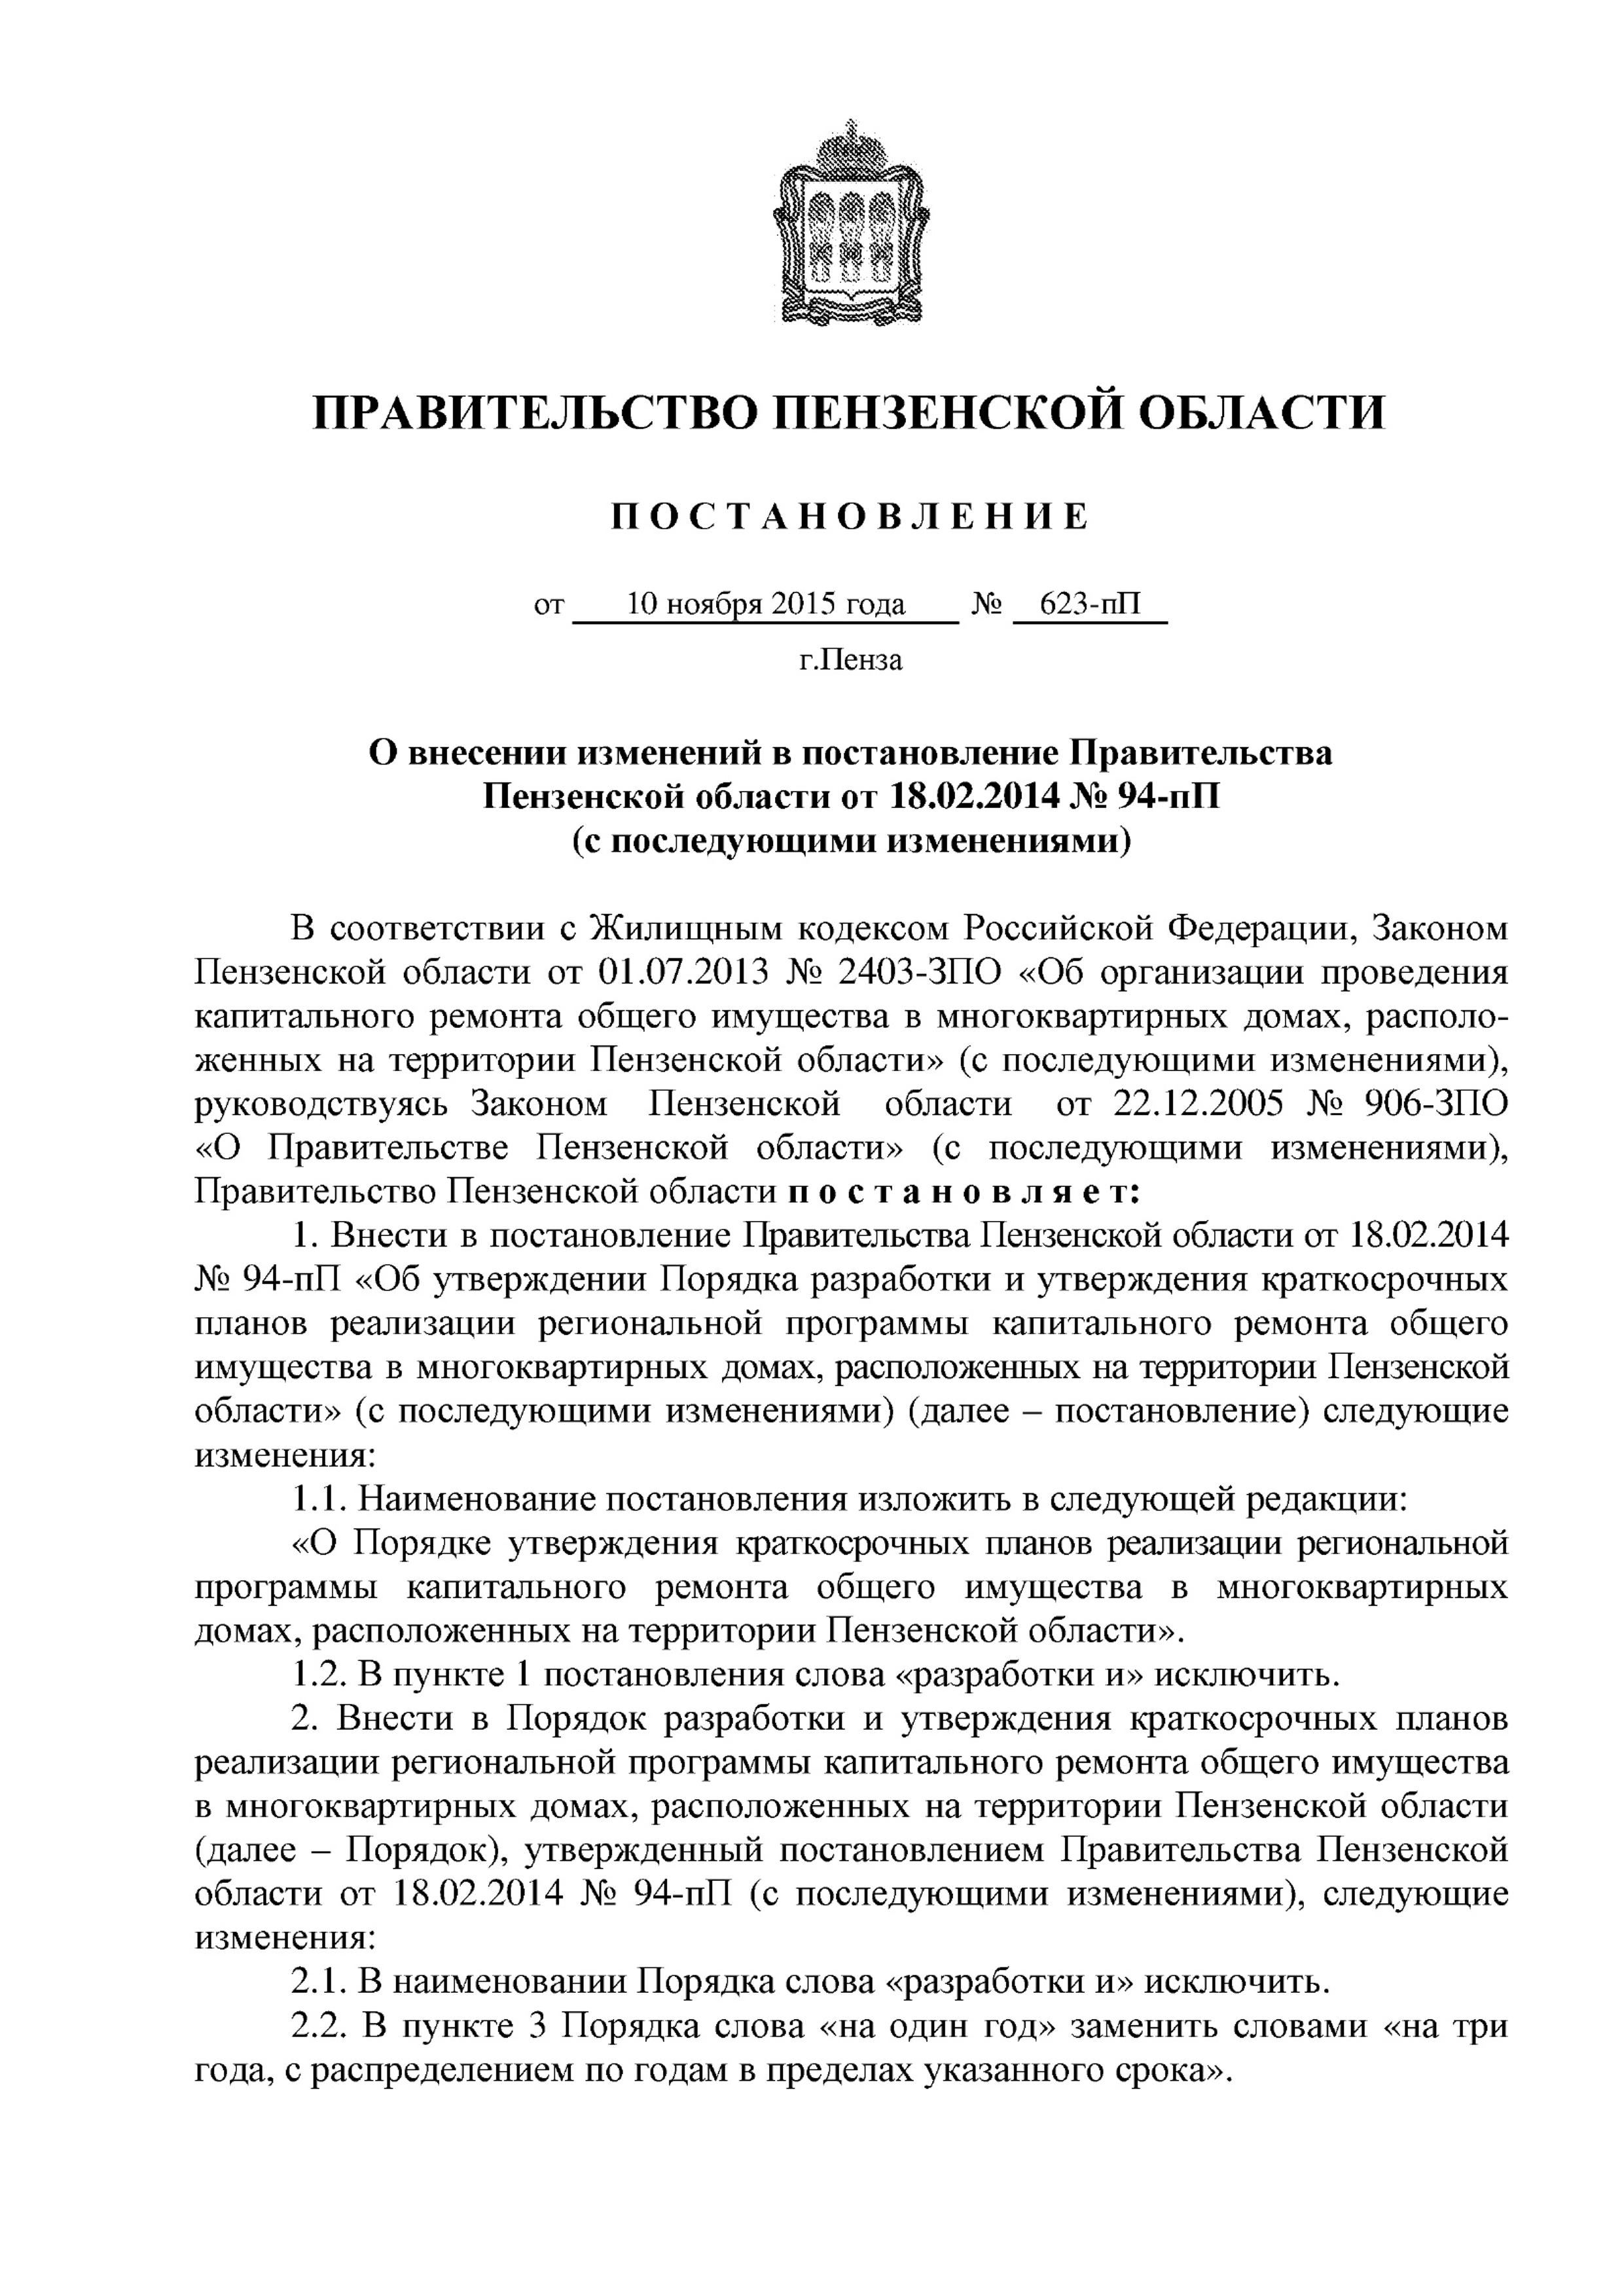 ПРАВИТЕЛЬСТВО ПЕНЗЕНСКОЙ ОБЛАСТИ
П О С Т А Н О В Л Е Н И Е
от 10 ноября 2015 года № 623-пП
г.Пенза
О внесении изменений в постановление Правительства
Пензенской области от 18.02.2014 № 94-пП
(с последующими изменениями)
В соответствии с Жилищным кодексом Российской Федерации, Законом
Пензенской области от 01.07.2013 № 2403-ЗПО «Об организации проведения
капитального ремонта общего имущества в многоквартирных домах, располо-
женных на территории Пензенской области» (с последующими изменениями),
руководствуясь Законом Пензенской области от 22.12.2005 № 906-ЗПО
«О Правительстве Пензенской области» (с последующими изменениями),
Правительство Пензенской области п о с т а н о в л я е т:
1. Внести в постановление Правительства Пензенской области от 18.02.2014
№ 94-пП «Об утверждении Порядка разработки и утверждения краткосрочных
планов реализации региональной программы капитального ремонта общего
имущества в многоквартирных домах, расположенных на территории Пензенской
области» (с последующими изменениями) (далее – постановление) следующие
изменения:
1.1. Наименование постановления изложить в следующей редакции:
«О Порядке утверждения краткосрочных планов реализации региональной
программы капитального ремонта общего имущества в многоквартирных
домах, расположенных на территории Пензенской области».
1.2. В пункте 1 постановления слова «разработки и» исключить.
2. Внести в Порядок разработки и утверждения краткосрочных планов
реализации региональной программы капитального ремонта общего имущества
в многоквартирных домах, расположенных на территории Пензенской области
(далее – Порядок), утвержденный постановлением Правительства Пензенской
области от 18.02.2014 № 94-пП (с последующими изменениями), следующие
изменения:
2.1. В наименовании Порядка слова «разработки и» исключить.
2.2. В пункте 3 Порядка слова «на один год» заменить словами «на три
года, с распределением по годам в пределах указанного срока».